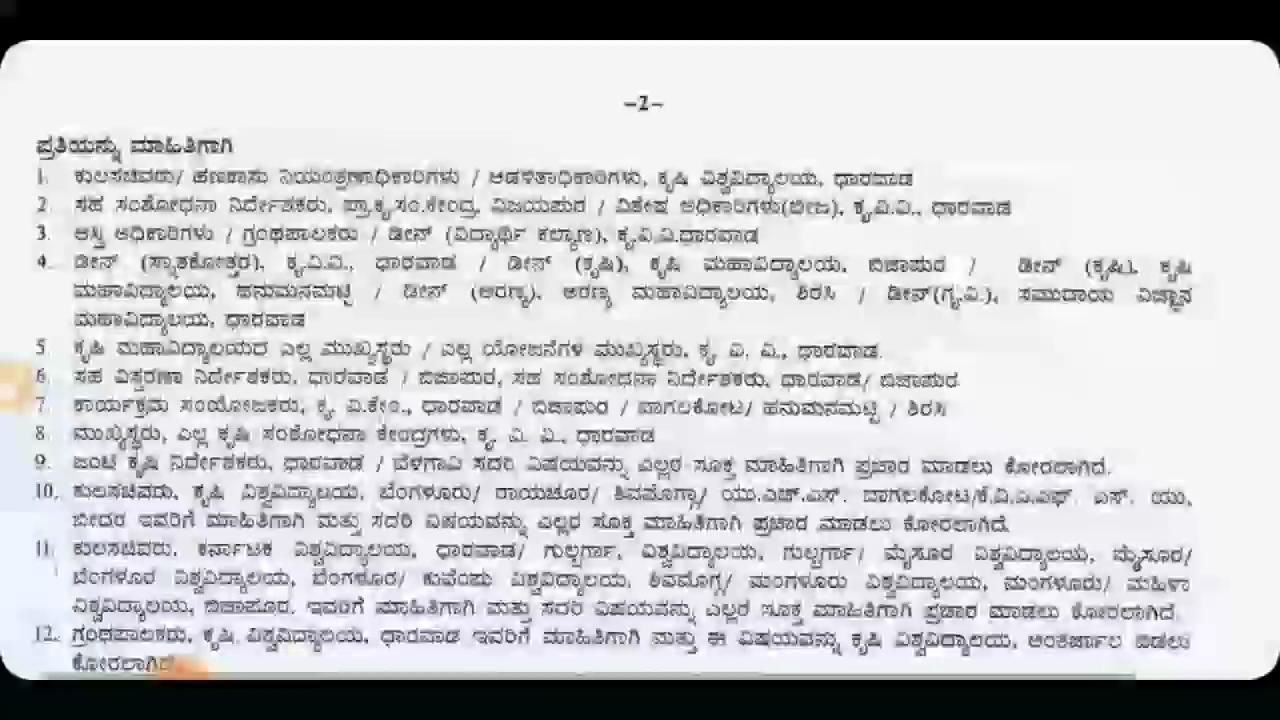 –2–
ಪ್ರತಿಯನ್ನು ಮಾಹಿತಿಗಾಗಿ
1. ಕುಲಸಚಿವರು/ ಹಣಕಾಸು ನಿಯಂತ್ರಣಾಧಿಕಾರಿಗಳು / ಆಡಳಿತಾಧಿಕಾರಿಗಳು, ಕೃಷಿ ವಿಶ್ವವಿದ್ಯಾಲಯ, ಧಾರವಾಡ
2. ಸಹ ಸಂಶೋಧನಾ ನಿರ್ದೇಶಕರು, ಪ್ರಾ.ಕೃ.ಸಂ.ಕೇಂದ್ರ, ವಿಜಯಪುರ / ವಿಶೇಷ ಅಧಿಕಾರಿಗಳು(ಬೀಜ), ಕೃ.ವಿ.ವಿ., ಧಾರವಾಡ
3. ಆಸ್ತಿ ಅಧಿಕಾರಿಗಳು / ಗ್ರಂಥಪಾಲಕರು / ಡೀನ್ (ವಿದ್ಯಾರ್ಥಿ ಕಲ್ಯಾಣ), ಕೃ.ವಿ.ವಿ.ಧಾರವಾಡ
4. ಡೀನ್ (ಸ್ನಾತಕೋತ್ತರ), ಕೃ.ವಿ.ವಿ., ಧಾರವಾಡ / ಡೀನ್ (ಕೃಷಿ), ಕೃಷಿ ಮಹಾವಿದ್ಯಾಲಯ, ಬಿಜಾಪುರ / ಡೀನ್ (ಕೃಷಿ), ಕೃಷಿ
ಮಹಾವಿದ್ಯಾಲಯ, ಹನುಮನಮಟ್ಟಿ / ಡೀನ್ (ಅರಣ್ಯ), ಅರಣ್ಯ ಮಹಾವಿದ್ಯಾಲಯ, ಶಿರಸಿ / ಡೀನ್(ಗೃ.ವಿ.), ಸಮುದಾಯ ವಿಜ್ಞಾನ
ಮಹಾವಿದ್ಯಾಲಯ, ಧಾರವಾಡ
5. ಕೃಷಿ ಮಹಾವಿದ್ಯಾಲಯದ ಎಲ್ಲ ಮುಖ್ಯಸ್ಥರು / ಎಲ್ಲ ಯೋಜನೆಗಳ ಮುಖ್ಯಸ್ಥರು, ಕೃ. ವಿ. ವಿ., ಧಾರವಾಡ.
6. ಸಹ ವಿಸ್ತರಣಾ ನಿರ್ದೇಶಕರು, ಧಾರವಾಡ / ಬಿಜಾಪುರ, ಸಹ ಸಂಶೋಧನಾ ನಿರ್ದೇಶಕರು, ಧಾರವಾಡ/ ಬಿಜಾಪುರ
7. ಕಾರ್ಯಕ್ರಮ ಸಂಯೋಜಕರು, ಕೃ. ವಿ.ಕೇಂ., ಧಾರವಾಡ / ಬಿಜಾಪುರ / ಬಾಗಲಕೋಟ/ ಹನುಮನಮಟ್ಟಿ / ಶಿರಸಿ
8. ಮುಖ್ಯಸ್ಥರು, ಎಲ್ಲ ಕೃಷಿ ಸಂಶೋಧನಾ ಕೇಂದ್ರಗಳು, ಕೃ. ವಿ. ವಿ., ಧಾರವಾಡ
9. ಜಂಟಿ ಕೃಷಿ ನಿರ್ದೇಶಕರು, ಧಾರವಾಡ / ಬೆಳಗಾವಿ ಸದರಿ ವಿಷಯವನ್ನು ಎಲ್ಲರ ಸೂಕ್ತ ಮಾಹಿತಿಗಾಗಿ ಪ್ರಚಾರ ಮಾಡಲು ಕೋರಲಾಗಿದೆ.
10. ಕುಲಸಚಿವರು, ಕೃಷಿ ವಿಶ್ವವಿದ್ಯಾಲಯ, ಬೆಂಗಳೂರು/ ರಾಯಚೂರ/ ಶಿವಮೊಗ್ಗಾ/ ಯು.ಎಚ್.ಎಸ್. ಬಾಗಲಕೋಟ/ಕೆ.ವಿ.ಎ.ಎಫ್. ಎಸ್. ಯು,
ಬೀದರ ಇವರಿಗೆ ಮಾಹಿತಿಗಾಗಿ ಮತ್ತು ಸದರಿ ವಿಷಯವನ್ನು ಎಲ್ಲರ ಸೂಕ್ತ ಮಾಹಿತಿಗಾಗಿ ಪ್ರಚಾರ ಮಾಡಲು ಕೋರಲಾಗಿದೆ.
11. ಕುಲಸಚಿವರು, ಕರ್ನಾಟಕ ವಿಶ್ವವಿದ್ಯಾಲಯ, ಧಾರವಾಡ/ ಗುಲ್ಬರ್ಗಾ, ವಿಶ್ವವಿದ್ಯಾಲಯ, ಗುಲ್ಬರ್ಗಾ/ ಮೈಸೂರ ವಿಶ್ವವಿದ್ಯಾಲಯ, ಮೈಸೂರ/
ಬೆಂಗಳೂರ ವಿಶ್ವವಿದ್ಯಾಲಯ, ಬೆಂಗಳೂರ/ ಕುವೆಂಪು ವಿಶ್ವವಿದ್ಯಾಲಯ, ಶಿವಮೊಗ್ಗ/ ಮಂಗಳೂರು ವಿಶ್ವವಿದ್ಯಾಲಯ, ಮಂಗಳೂರು/ ಮಹಿಳಾ
ವಿಶ್ವವಿದ್ಯಾಲಯ, ಬಿಜಾಪೂರ, ಇವರಿಗೆ ಮಾಹಿತಿಗಾಗಿ ಮತ್ತು ಸದರಿ ವಿಷಯವನ್ನು ಎಲ್ಲರ ಸೂಕ್ತ ಮಾಹಿತಿಗಾಗಿ ಪ್ರಚಾರ ಮಾಡಲು ಕೋರಲಾಗಿದೆ.
12. ಗ್ರಂಥಪಾಲಕರು, ಕೃಷಿ ವಿಶ್ವವಿದ್ಯಾಲಯ, ಧಾರವಾಡ ಇವರಿಗೆ ಮಾಹಿತಿಗಾಗಿ ಮತ್ತು ಈ ವಿಷಯವನ್ನು ಕೃಷಿ ವಿಶ್ವವಿದ್ಯಾಲಯ, ಅಂತರ್ಜಾಲ ಬಿಡಲು
ಕೋರಲಾಗಿದೆ